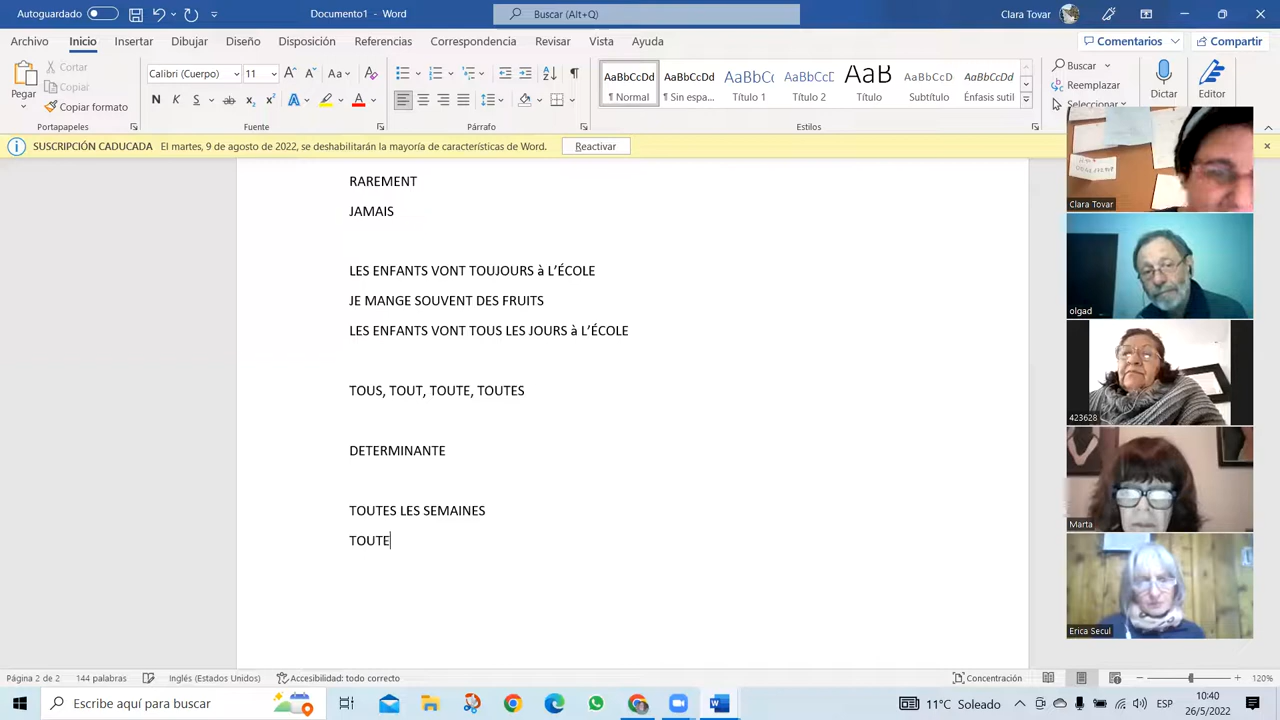 Autoguardado
Documento1 - Word
Buscar (Alt+Q)
Clara Tovar
Archivo Inicio Insertar Dibujar Diseño Disposición Referencias Correspondencia Revisar Vista Ayuda
Comentarios Compartir
Pegar
Cortar
Copiar
Copiar formato
Portapapeles
Calibri (Cuerpo) 11
Fuente
Párrafo
AaBbCcDd AaBbCcDd AaBbCc AaBbCcD AaB AaBbCcD AaBbCcDd
¶ Normal ¶ Sin espa... Título 1 Título 2 Título Subtítulo Énfasis sutil
Estilos
Buscar
Reemplazar
Seleccionar
Dictar
Editor
SUSCRIPCIÓN CADUCADA El martes, 9 de agosto de 2022, se deshabilitarán la mayoría de características de Word. Reactivar
RAREMENT
JAMAIS
LES ENFANTS VONT TOUJOURS à L’ÉCOLE
JE MANGE SOUVENT DES FRUITS
LES ENFANTS VONT TOUS LES JOURS à L’ÉCOLE
TOUS, TOUT, TOUTE, TOUTES
DETERMINANTE
TOUTES LES SEMAINES
TOUTE
Clara Tovar
olgad
423628
Marta
Erica Secul
Página 2 de 2 144 palabras Inglés (Estados Unidos) Accesibilidad: todo correcto
Concentración
120%
Escribe aquí para buscar
11°C Soleado
ESP
10:40
26/5/2022